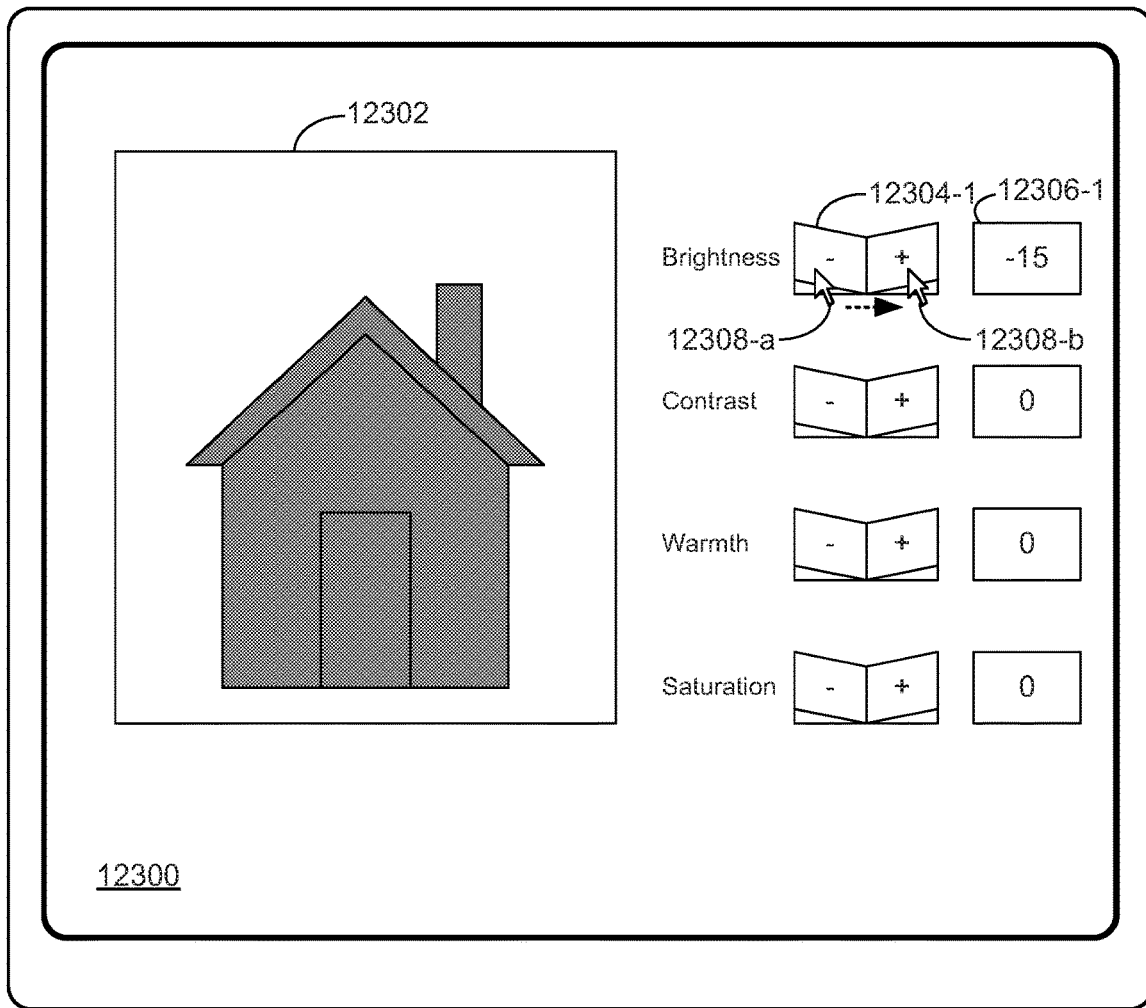 12302
12304-1
12306-1
Brightness
-
+
-15
12308-a
12308-b
Contrast
-
+
0
Warmth
-
+
0
Saturation
-
+
0
12300